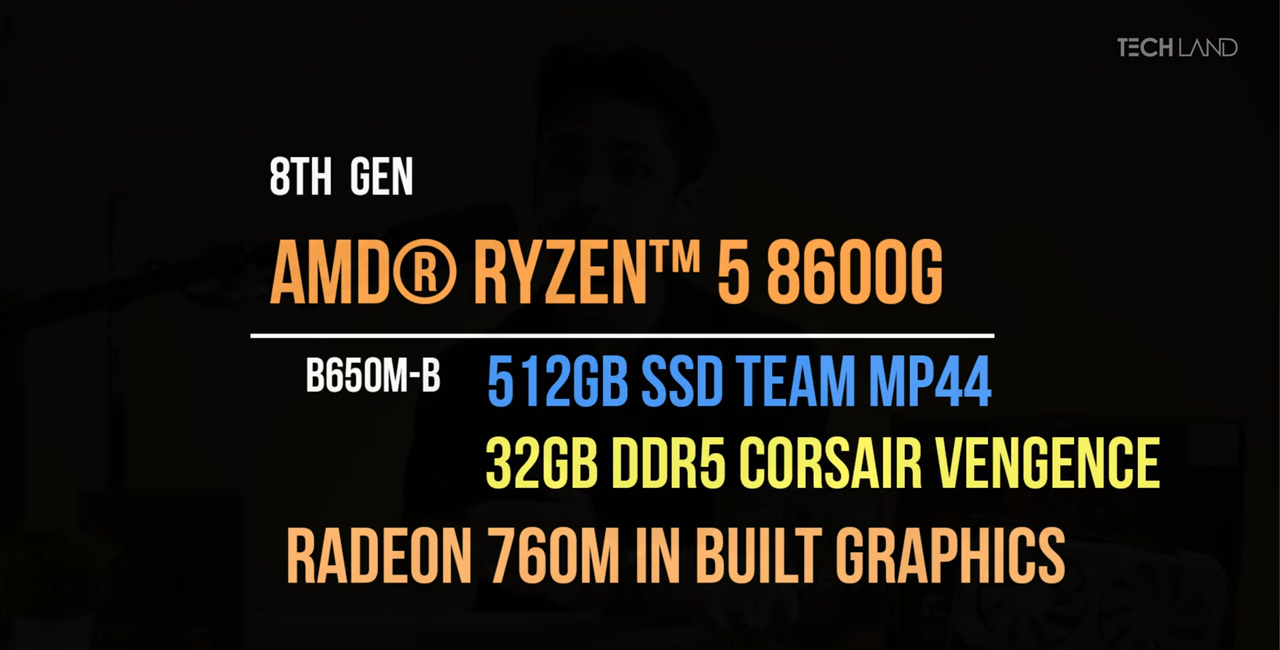 TECH LAND
8TH GEN
AMD® RYZEN™ 5 8600G
B650M-B 512GB SSD TEAM MP44
32GB DDR5 CORSAIR VENGENCE
RADEON 760M IN BUILT GRAPHICS